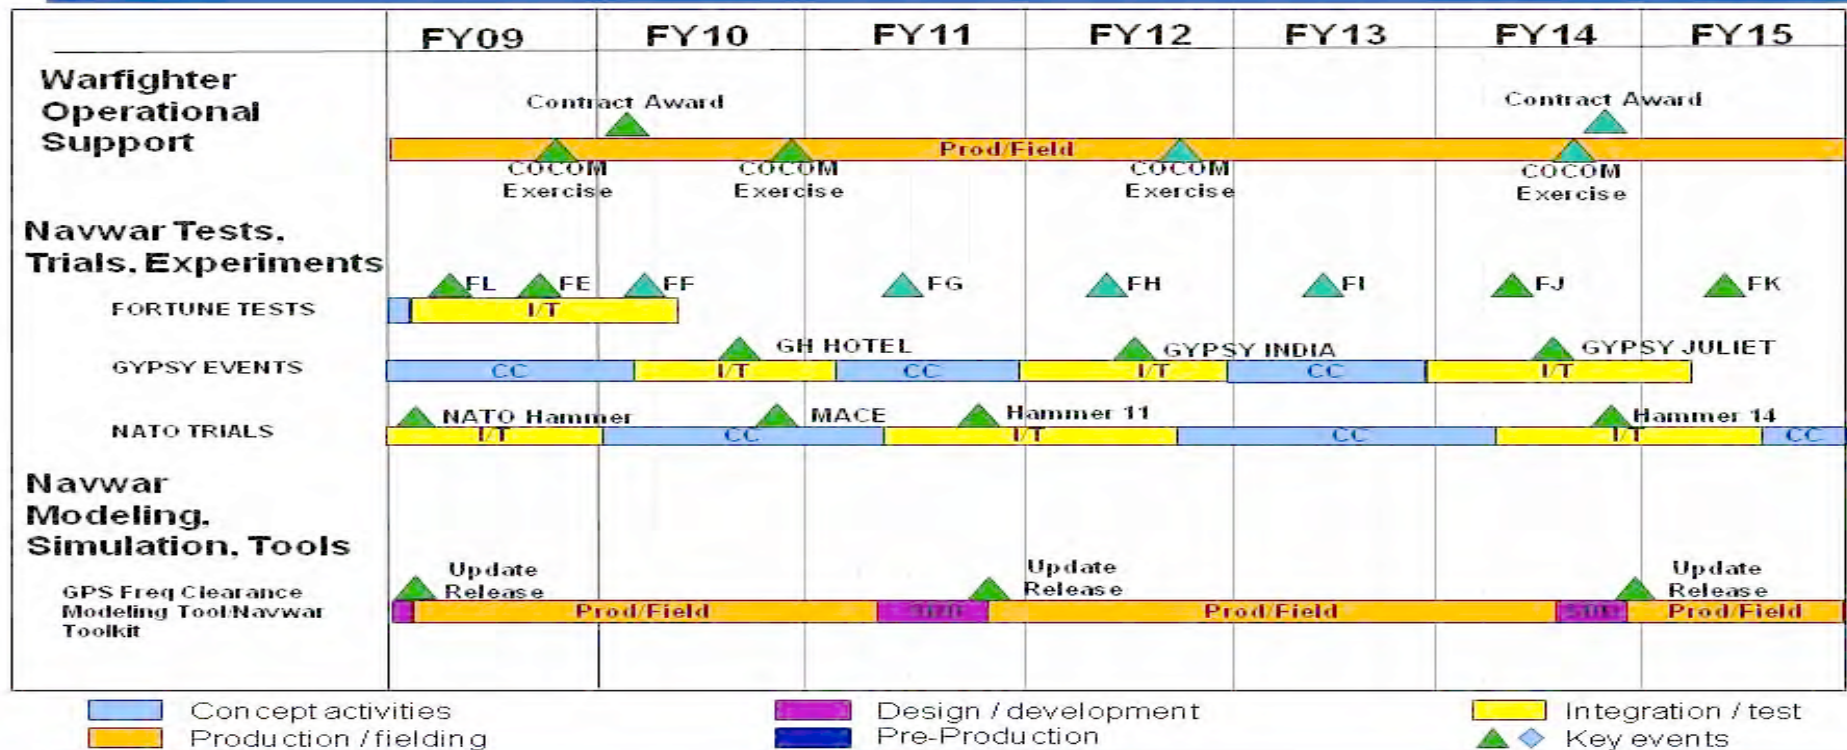 FY09 FY10 FY11 FY12 FY13 FY14 FY15
Warfighter
Operational
Support
Contract Award Contract Award
Prod/Field
COCOM COCOM COCOM COCOM
Exercise Exercise Exercise Exercise
Navwar Tests,
Trials, Experiments
FL FE FF FG FH FI FJ FK
FORTUNE TESTS I/T
GH HOTEL GYPSY INDIA GYPSY JULIET
GYPSY EVENTS CC I/T CC I/T CC I/T
NATO Hammer MACE Hammer 11 Hammer 14
NATO TRIALS I/T CC I/T CC I/T CC
Navwar
Modeling,
Simulation, Tools
Update Update Update
Release Release Release
GPS Freq Clearance
Modeling Tool/Navwar Prod/Field Prod/Field Prod/Field
Toolkit
Concept activities Design / development Integration / test
Production / fielding Pre-Production Key events